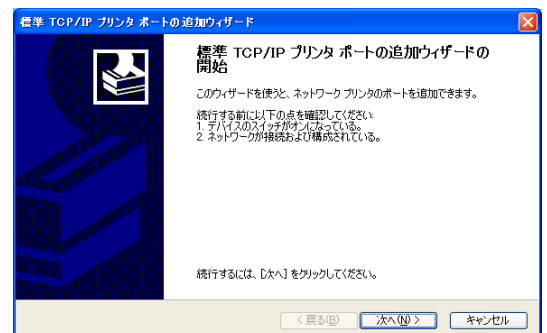 標準 TCP/IP プリンタ ポートの追加ウィザード
標準 TCP/IP プリンタ ポートの追加ウィザードの
開始
このウィザードを使うと、ネットワーク プリンタのポートを追加できます。
続行する前に以下の点を確認してください:
1. デバイスのスイッチがオンになっている。
2. ネットワークが接続および構成されている。
続行するには、[次へ] をクリックしてください。
< 戻る(B)
次へ(N) >
キャンセル